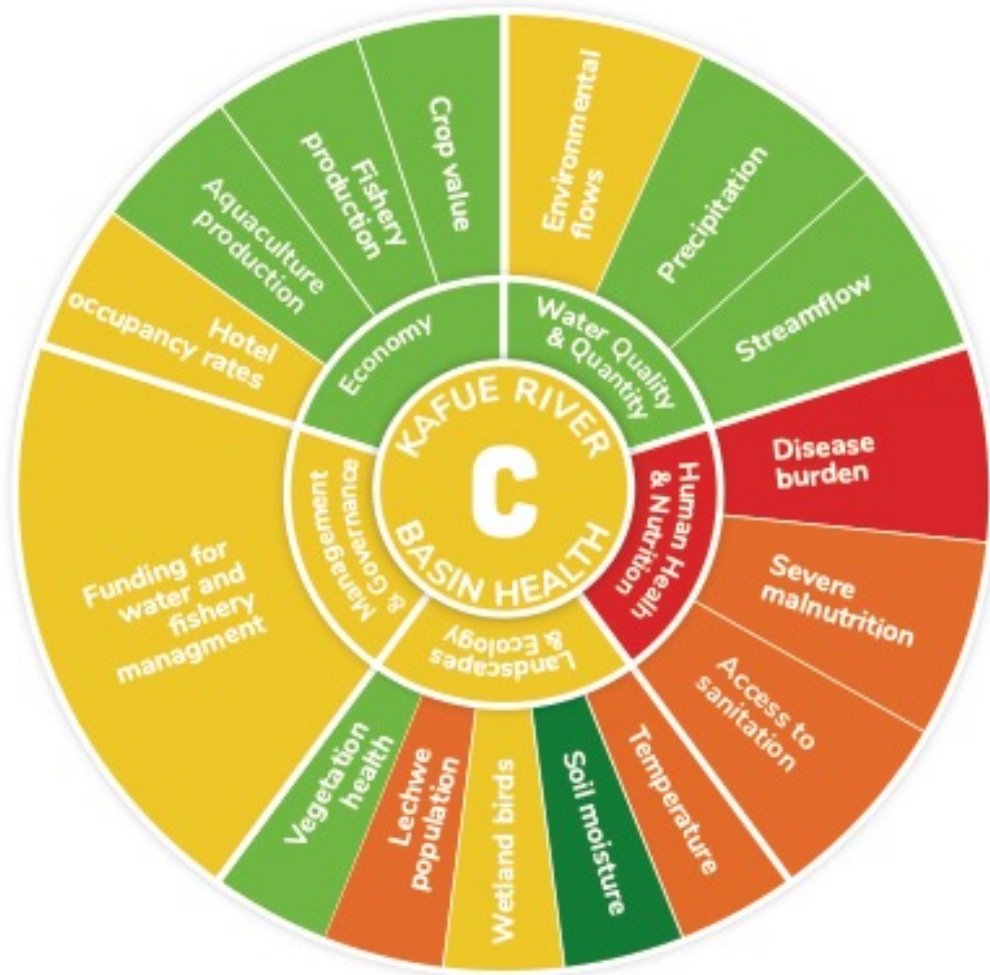 KAFUE RIVER
C
BASIN HEALTH
Water Quality
& Quantity
Environmental
flows
Precipitation
Streamflow
Human Healh
& Nutrition
Disease
burden
Severe
malnutrition
Access to
sanitation
Landscapes
& Ecology
Temperature
Soil moisture
Wetland birds
Lechwe
population
Vegetation
health
Management
& Governance
Funding for
water and
fishery
managment
Economy
Hotel
occupancy rates
Aquaculture
production
Fishery
production
Crop value